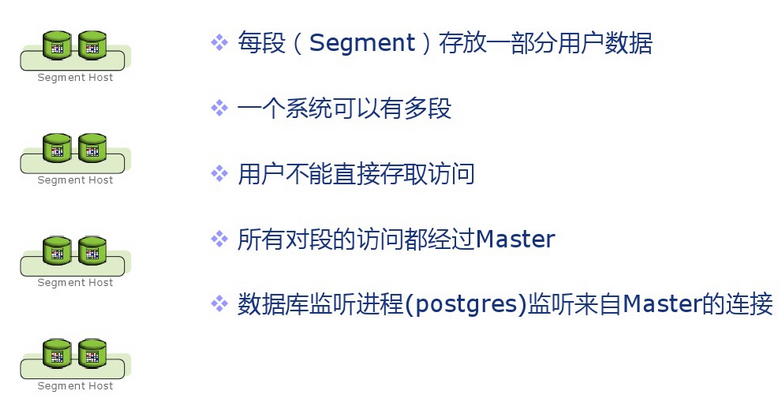 每段（Segment）存放一部分用户数据
Segment Host
一个系统可以有多段
用户不能直接存取访问
Segment Host
所有对段的访问都经过Master
Segment Host
数据库监听进程(postgres)监听来自Master的连接
Segment Host